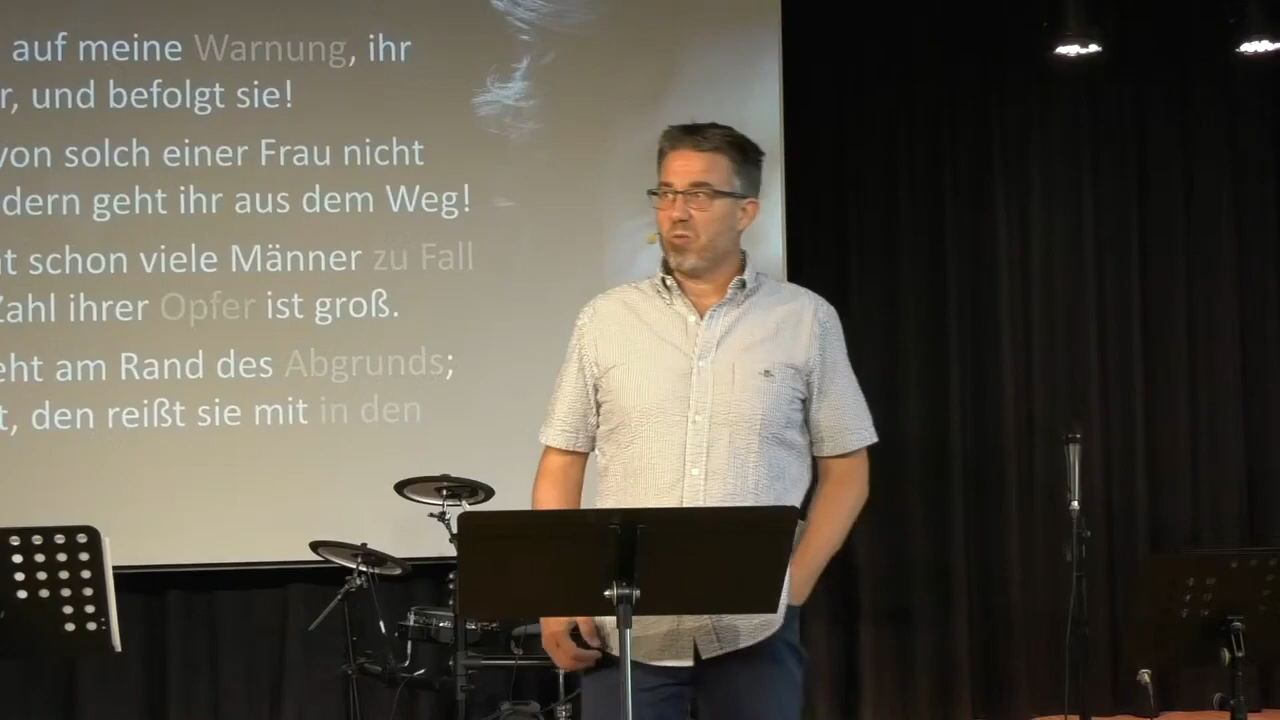 auf meine Warnung, ihr
r, und befolgt sie!
von solch einer Frau nicht
dern geht ihr aus dem Weg!
t schon viele Männer zu Fall
Zahl ihrer Opfer ist groß.
eht am Rand des Abgrunds;
t, den reißt sie mit in den